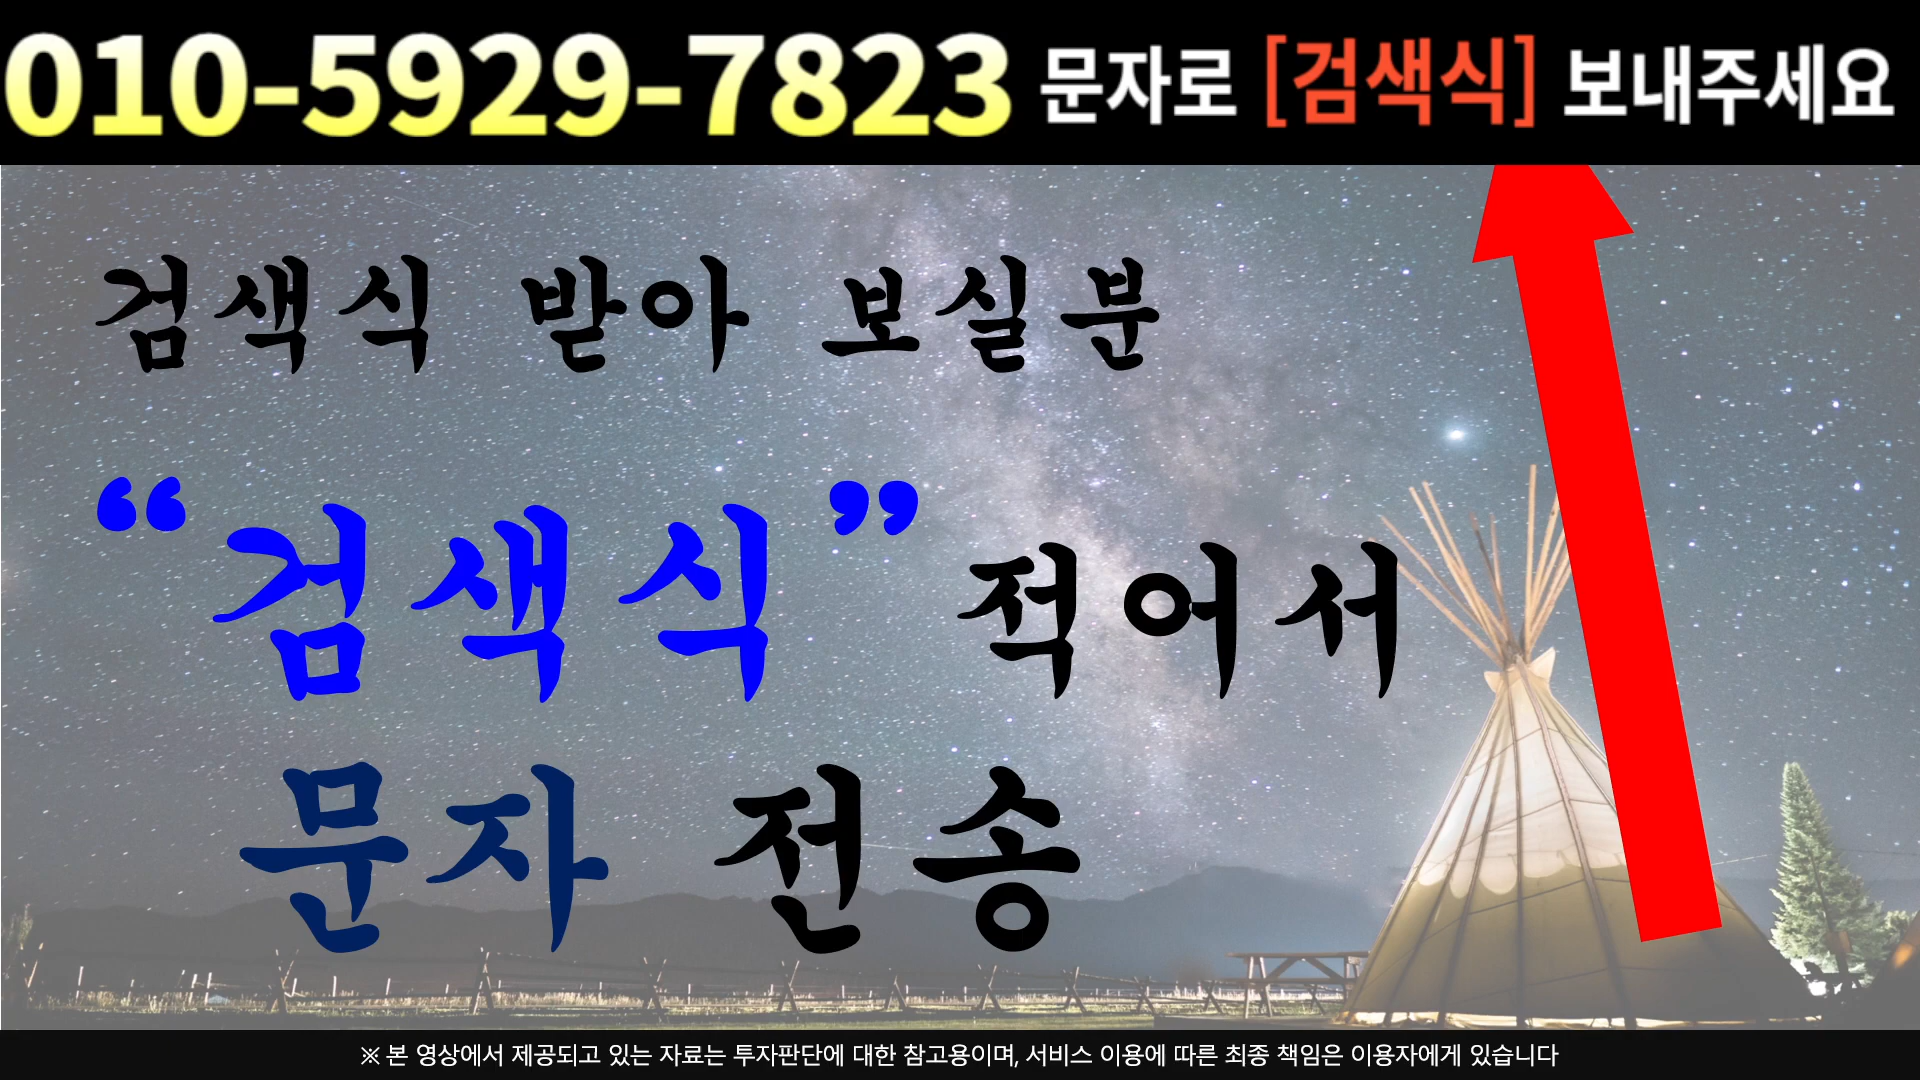 010-5929-7823 문자로 [검색식] 보내주세요
검색식 받아 보실분
“검색식” 적어서
문자 전송
※ 본 영상에서 제공되고 있는 자료는 투자판단에 대한 참고용이며, 서비스 이용에 따른 최종 책임은 이용자에게 있습니다